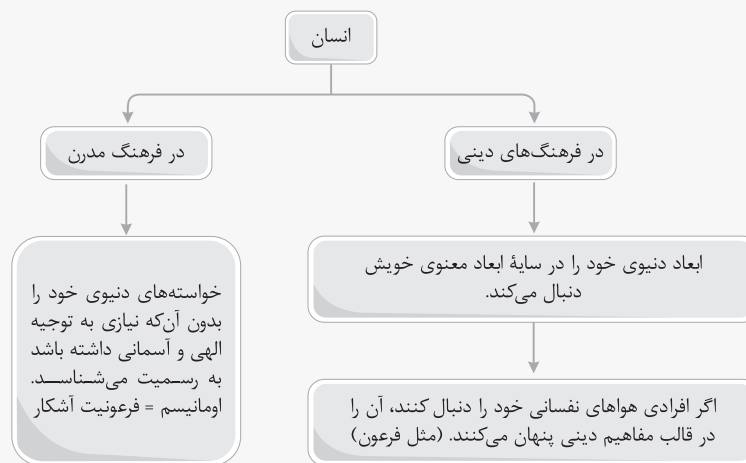 انسان
در فرهنگ‌های دینی
در فرهنگ مدرن
ابعاد دنیوی خود را در سایهٔ ابعاد معنوی خویش
دنبال می‌کند.
اگر افرادی هواهای نفسانی خود را دنبال کنند، آن را
در قالب مفاهیم دینی پنهان می‌کنند. (مثل فرعون)
خواسته‌های دنیوی خود را
بدون آن‌که نیازی به توجیه
الهی و آسمانی داشته باشد
به رسـمیت می‌شـناسـد.
اومانیسم = فرعونیت آشکار